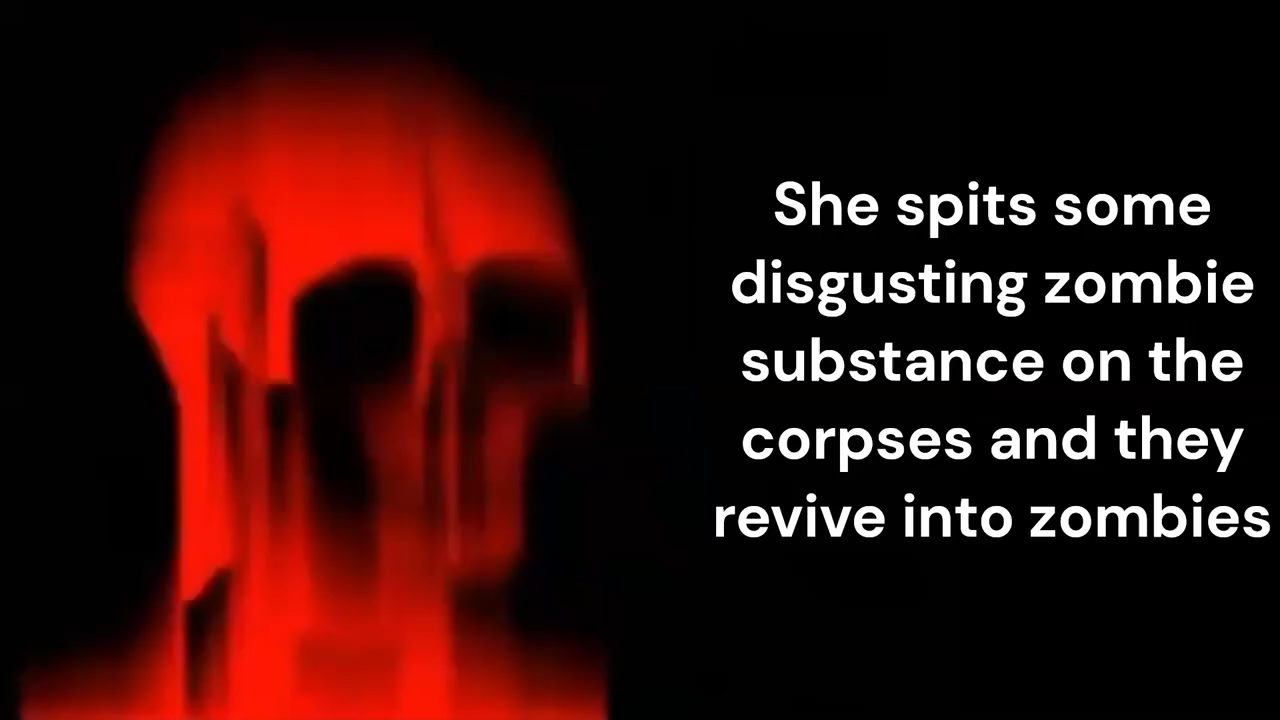 She spits some
disgusting zombie
substance on the
corpses and they
revive into zombies